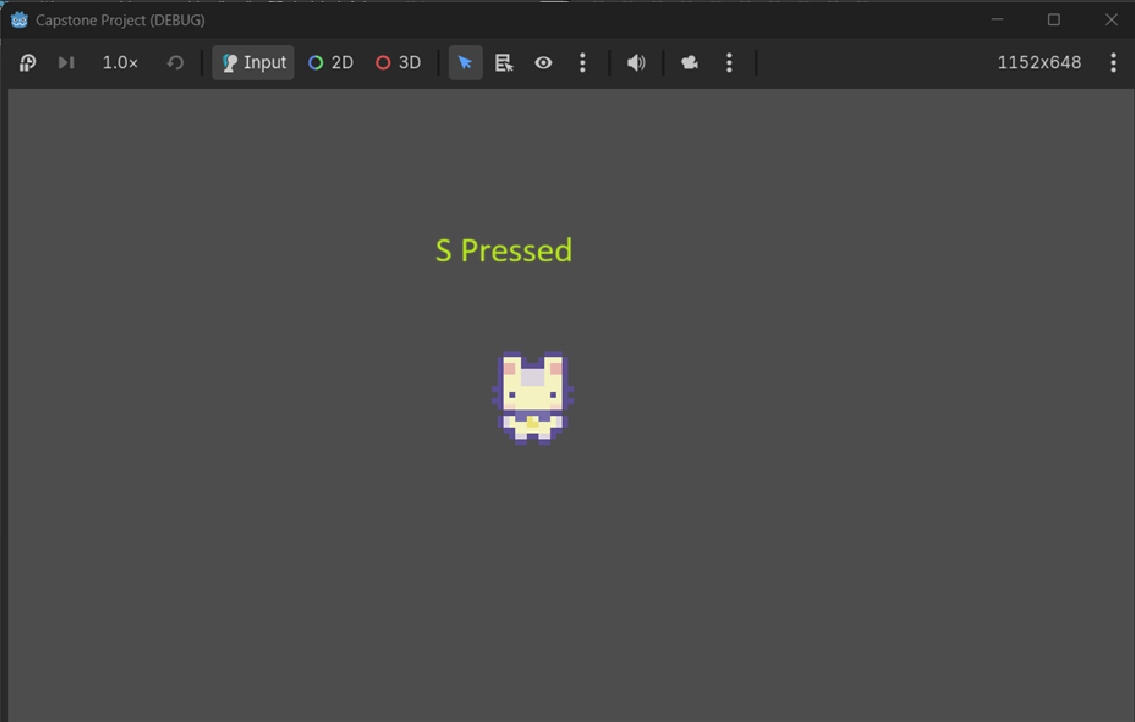 Capstone Project (DEBUG)
1.0× Input 2D 3D 1152x648
S Pressed